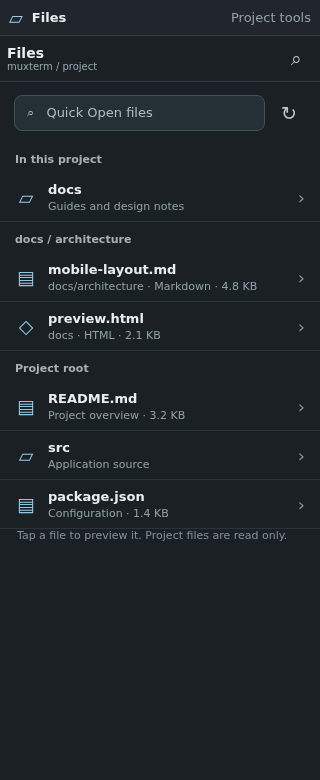 Files
Project tools
Files
muxterm / project
Quick Open files
In this project
docs
Guides and design notes
docs / architecture
mobile-layout.md
docs/architecture · Markdown · 4.8 KB
preview.html
docs · HTML · 2.1 KB
Project root
README.md
Project overview · 3.2 KB
src
Application source
package.json
Configuration · 1.4 KB
Tap a file to preview it. Project files are read only.